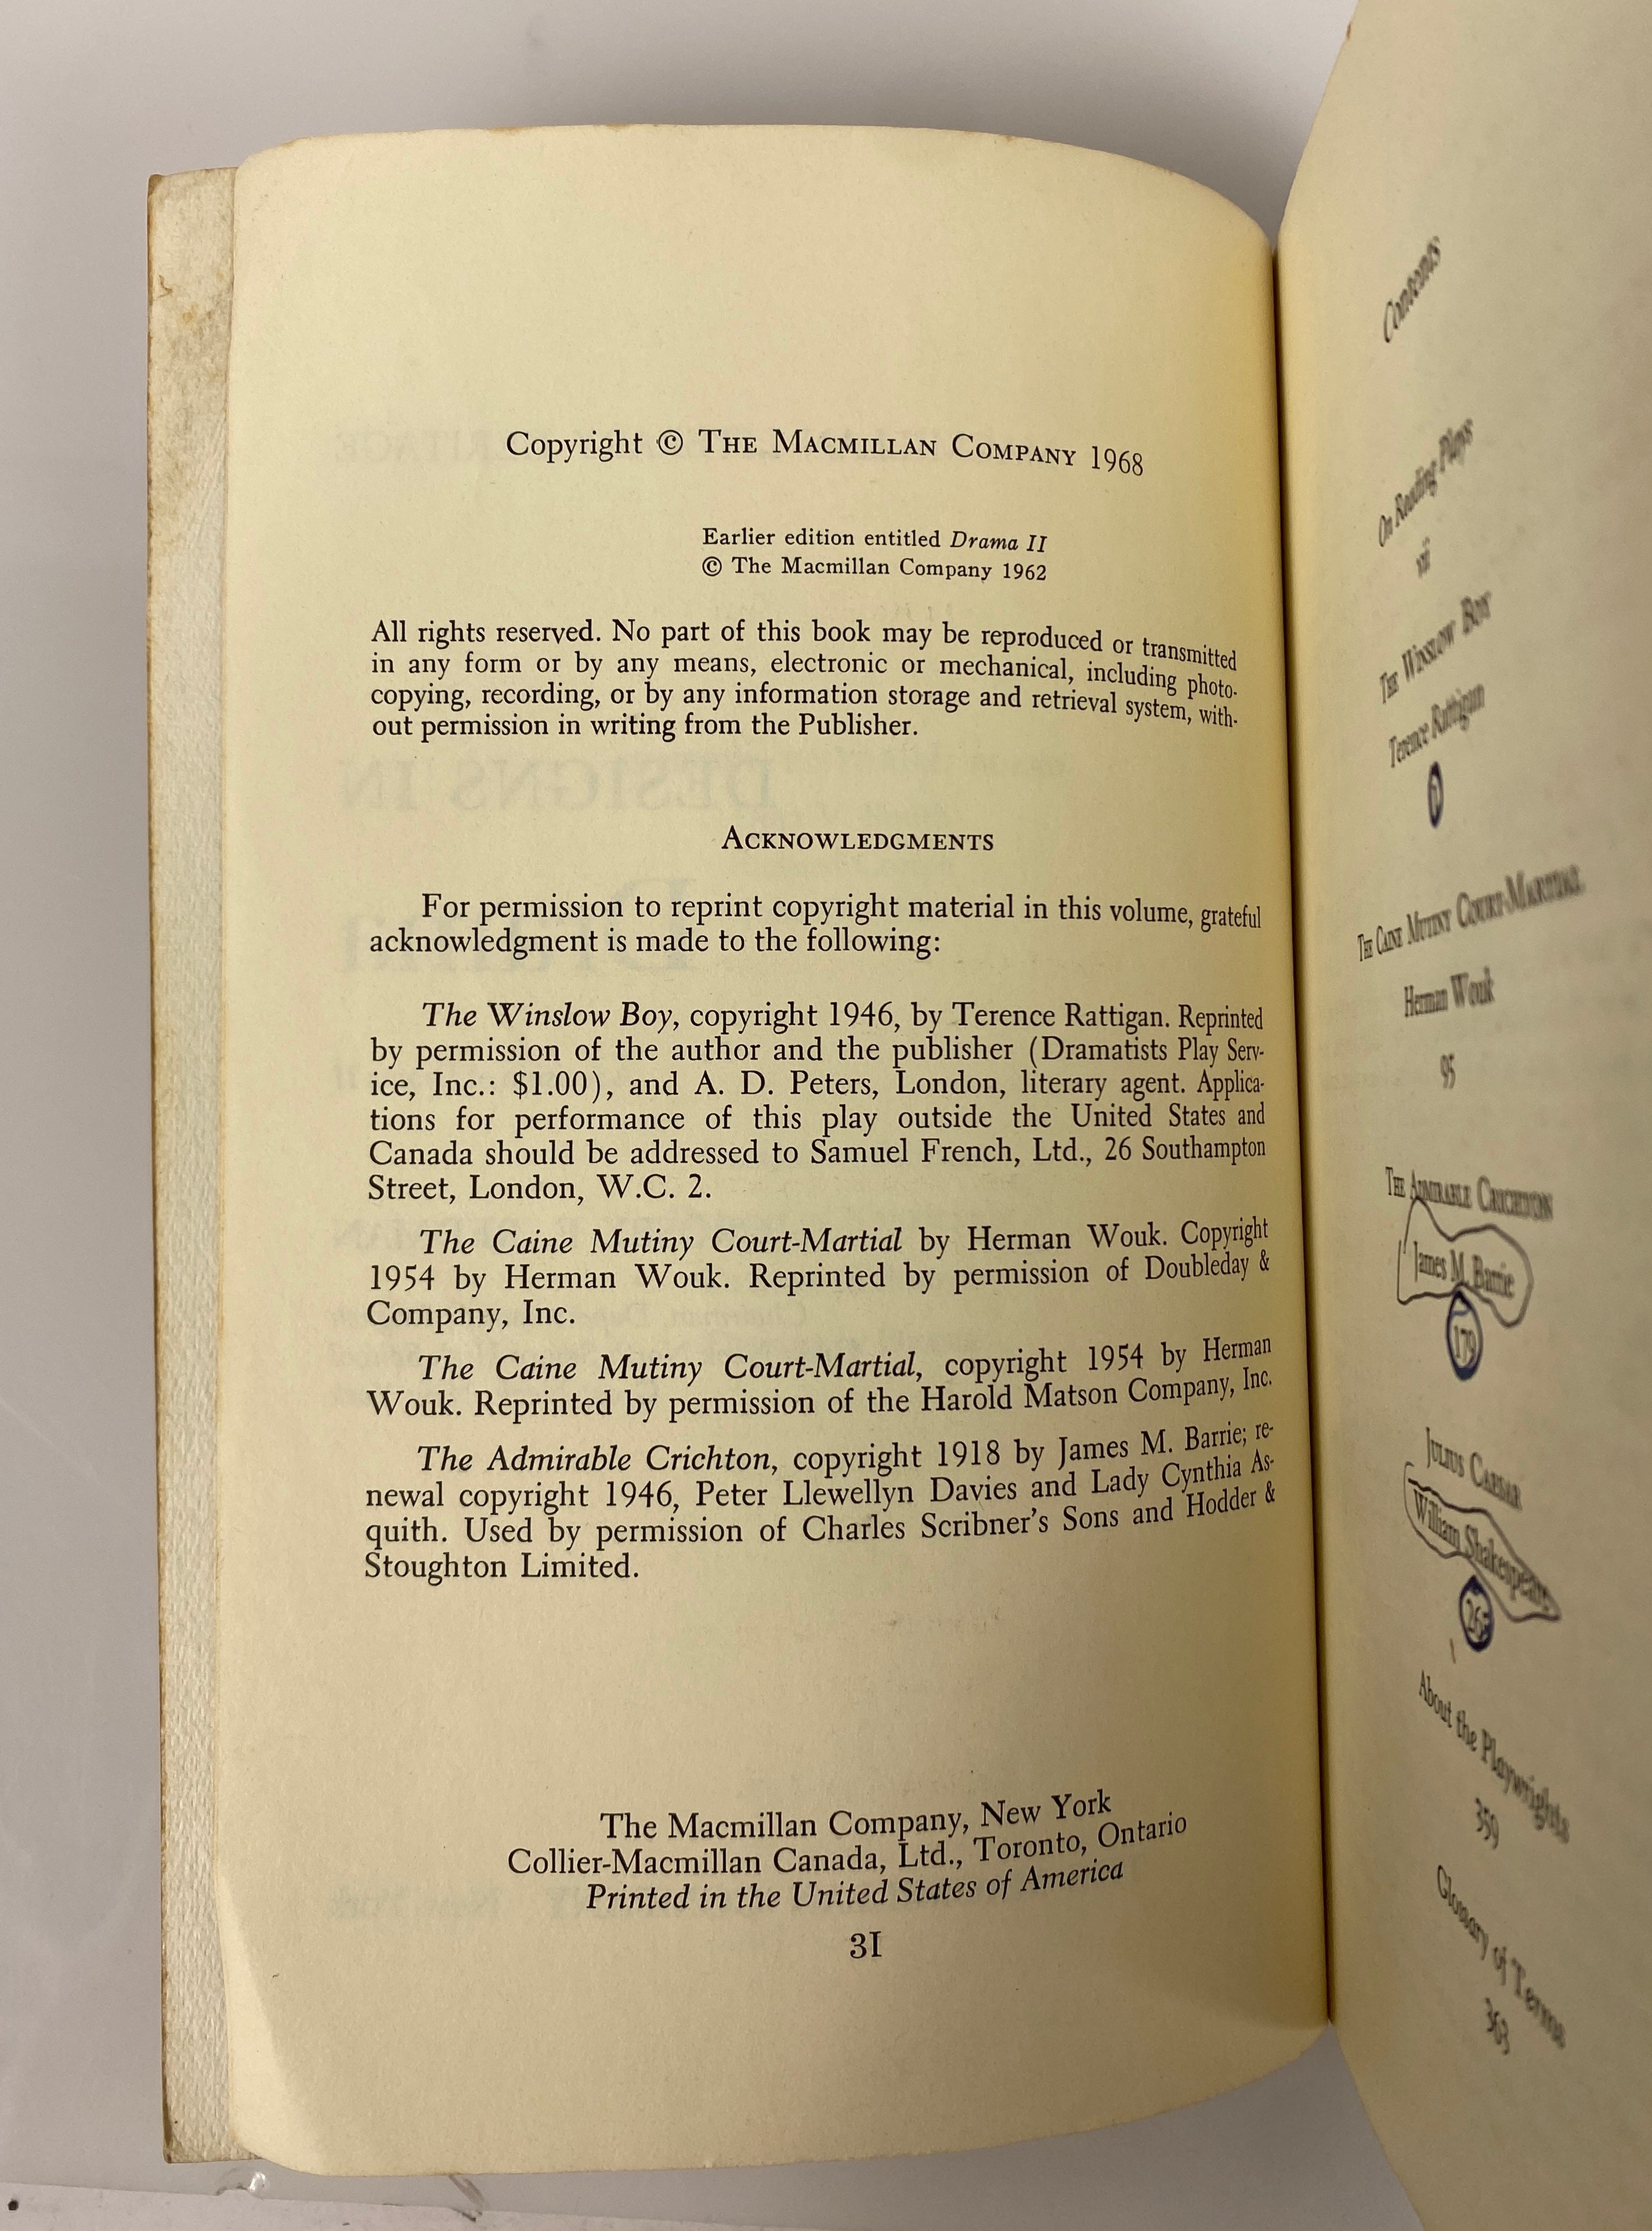 Copyright © THE MACMILLAN COMPANY 1968
Earlier edition entitled Drama II
© The Macmillan Company 1962
All rights reserved. No part of this book may be reproduced or transmitted
in any form or by any means, electronic or mechanical, including photo-
copying, recording, or by any information storage and retrieval system, with-
out permission in writing from the Publisher.
ACKNOWLEDGMENTS
For permission to reprint copyright material in this volume, grateful
acknowledgment is made to the following:
The Winslow Boy, copyright 1946, by Terence Rattigan. Reprinted
by permission of the author and the publisher (Dramatists Play Serv-
ice, Inc.: $1.00), and A. D. Peters, London, literary agent. Applica-
tions for performance of this play outside the United States and
Canada should be addressed to Samuel French, Ltd., 26 Southampton
Street, London, W.C. 2.
The Caine Mutiny Court-Martial by Herman Wouk. Copyright
1954 by Herman Wouk. Reprinted by permission of Doubleday &
Company, Inc.
The Caine Mutiny Court-Martial, copyright 1954 by Herman
Wouk. Reprinted by permission of the Harold Matson Company, Inc.
The Admirable Crichton, copyright 1918 by James M. Barrie; re-
newal copyright 1946, Peter Llewellyn Davies and Lady Cynthia As-
quith. Used by permission of Charles Scribner's Sons and Hodder &
Stoughton Limited.
The Macmillan Company, New York
Collier-Macmillan Canada, Ltd., Toronto, Ontario
Printed in the United States of America
31
Contents
On Reading Plays
vii
THE WINSLOW BOY
Terence Rattigan
THE CAINE MUTINY COURT-MARTIAL
Herman Wouk
95
THE ADMIRABLE CRICHTON
James M. Barrie
179
JULIUS CAESAR
William Shakespeare
265
About the Playwrights
359
Glossary of Terms
363